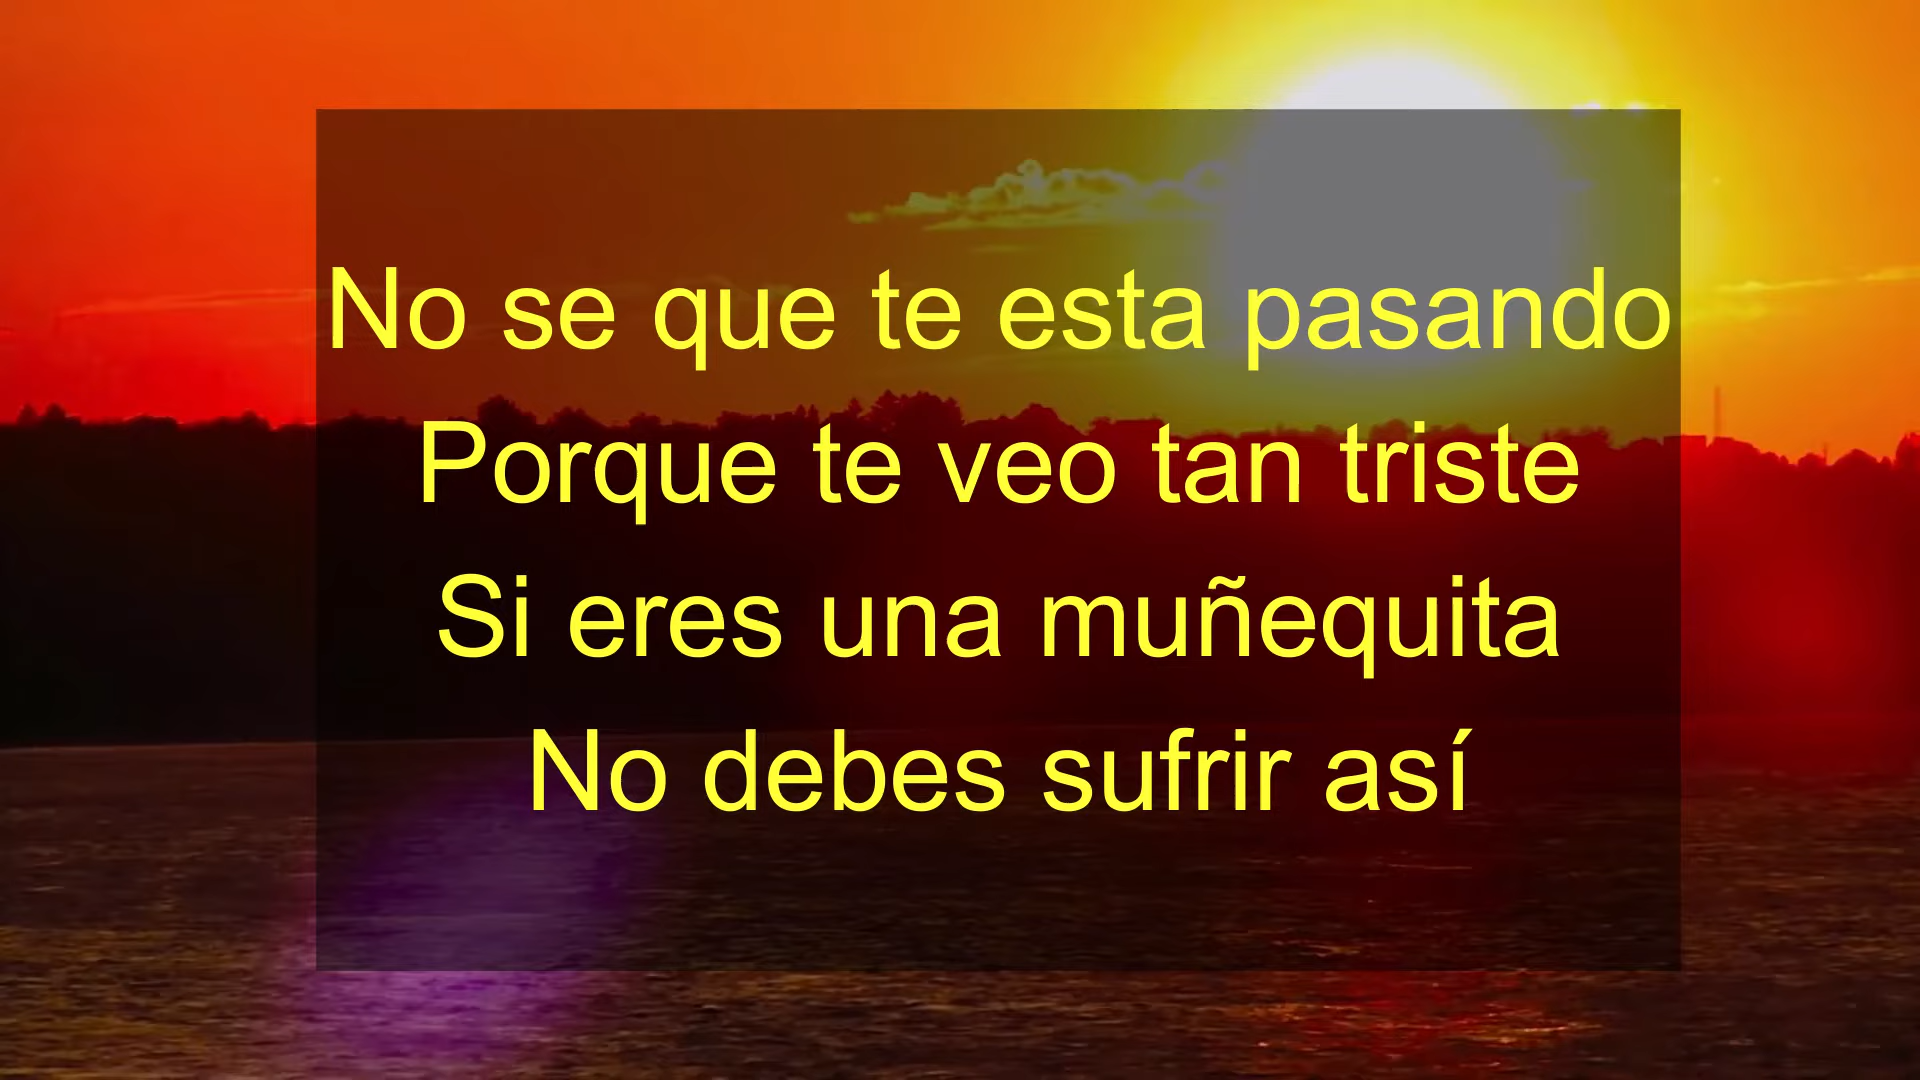 No se que te esta pasando
Porque te veo tan triste
Si eres una muñequita
No debes sufrir así